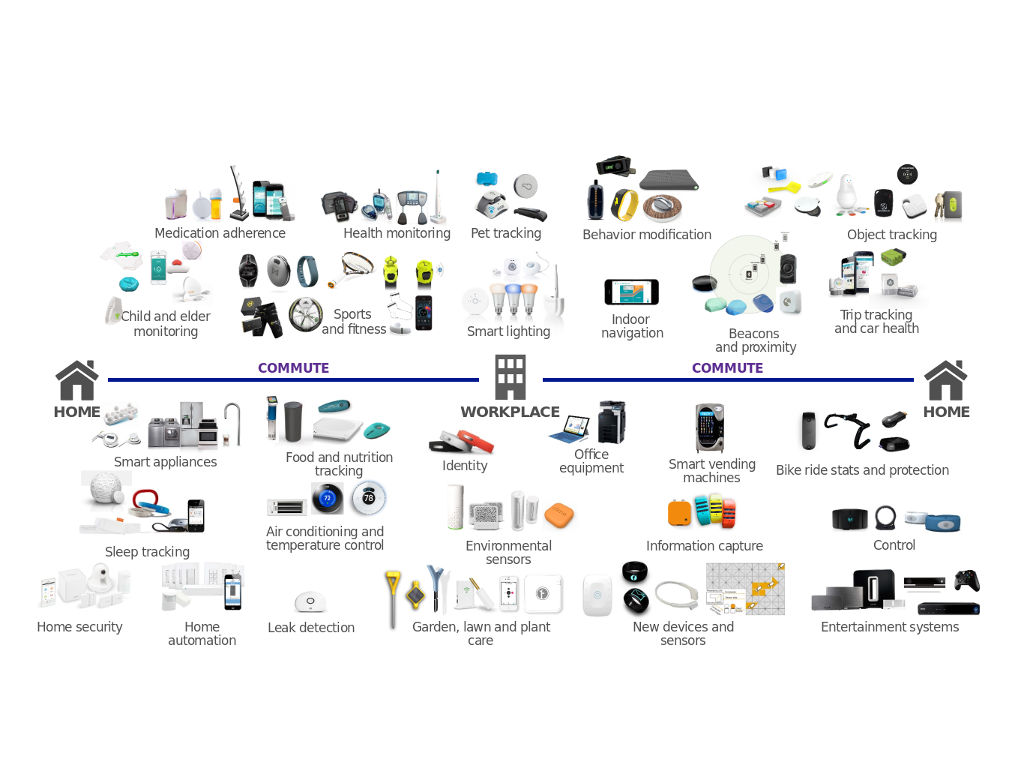 Medication adherence
Health monitoring
Pet tracking
Behavior modification
Object tracking
Child and elder
monitoring
Sports
and fitness
Smart lighting
Indoor
navigation
Beacons
and proximity
Trip tracking
and car health
COMMUTE
COMMUTE
HOME
WORKPLACE
HOME
Smart appliances
Food and nutrition
tracking
Identity
Office
equipment
Smart vending
machines
Bike ride stats and protection
Sleep tracking
Air conditioning and
temperature control
Environmental
sensors
Information capture
Control
Home security
Home
automation
Leak detection
Garden, lawn and plant
care
New devices and
sensors
Entertainment systems